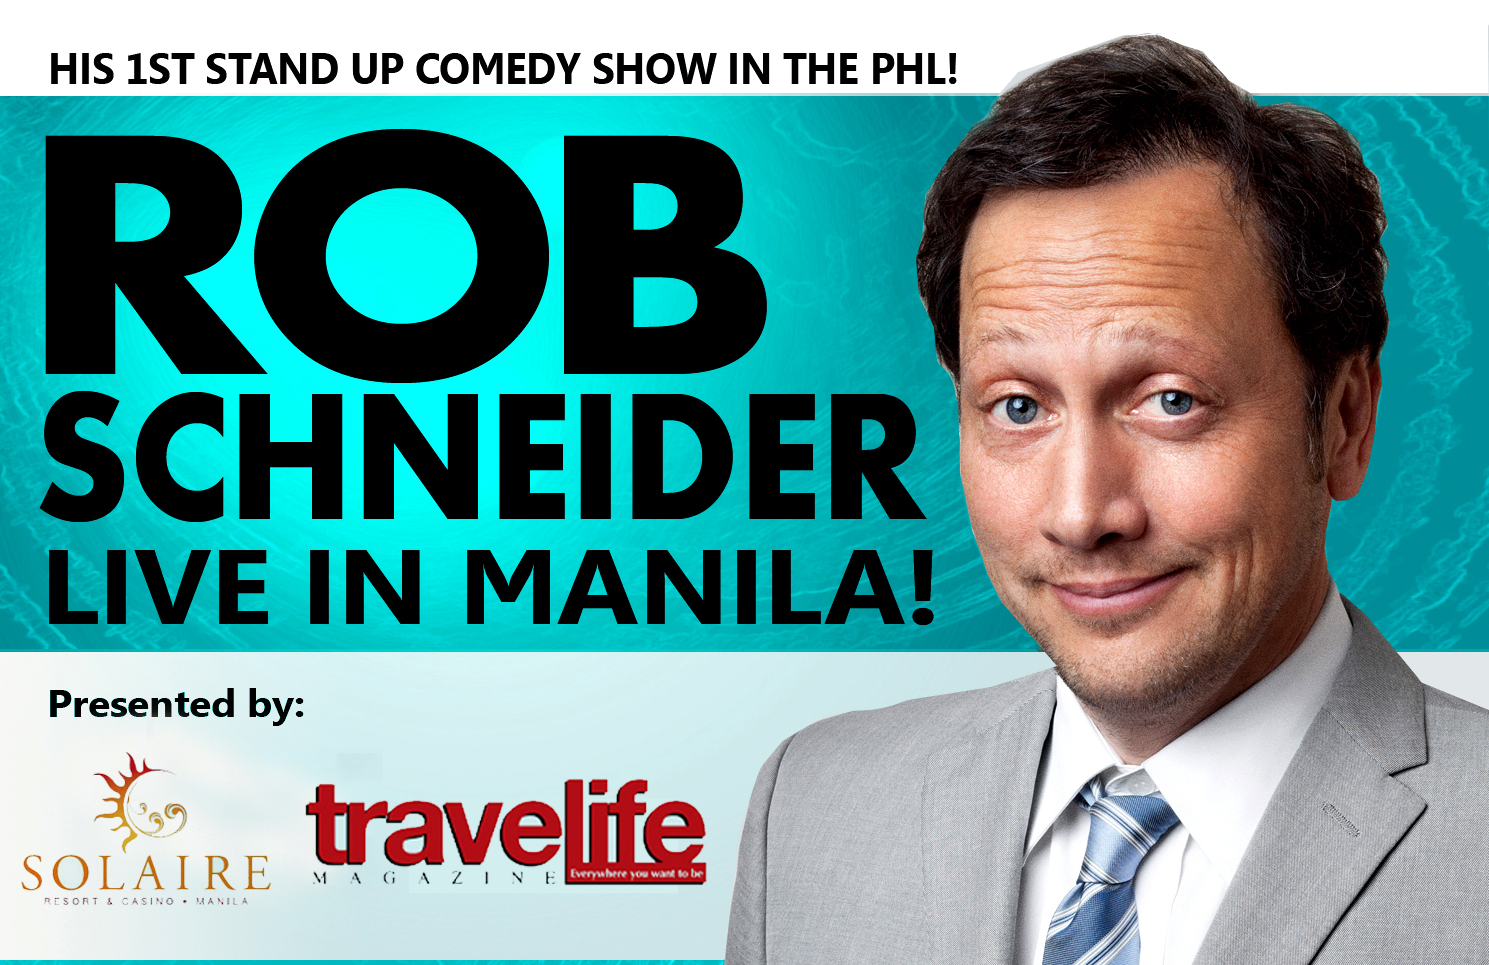 HIS 1ST STAND UP COMEDY SHOW IN THE PHL!
ROB
SCHNEIDER
LIVE IN MANILA!
Presented by:
SOLAIRE
RESORT & CASINO • MANILA
travelife
MAGAZINE
Everywhere you want to be